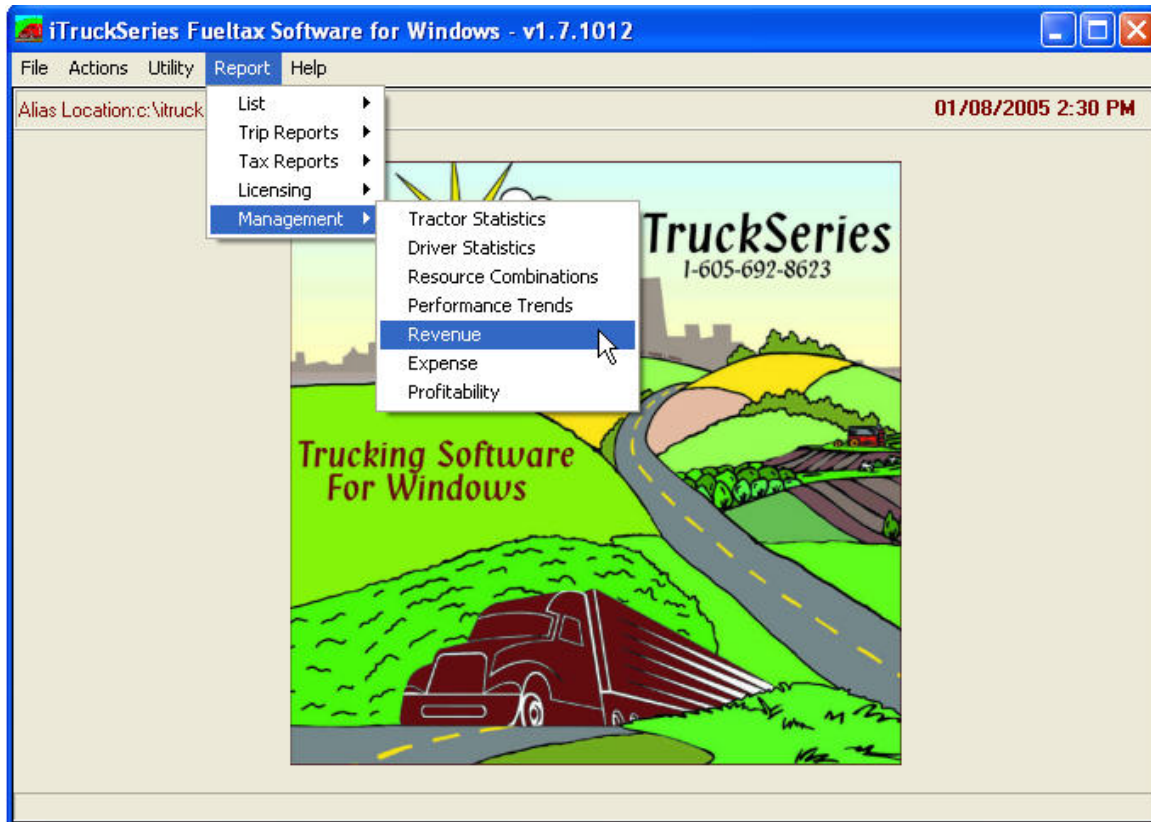 iTruckSeries Fueltax Software for Windows - v1.7.1012
File Actions Utility Report Help
Alias Location:c:\itruck
01/08/2005 2:30 PM
List
Trip Reports
Tax Reports
Licensing
Management
Tractor Statistics
Driver Statistics
Resource Combinations
Performance Trends
Revenue
Expense
Profitability
TruckSeries
1-605-692-8623
Trucking Software
For Windows